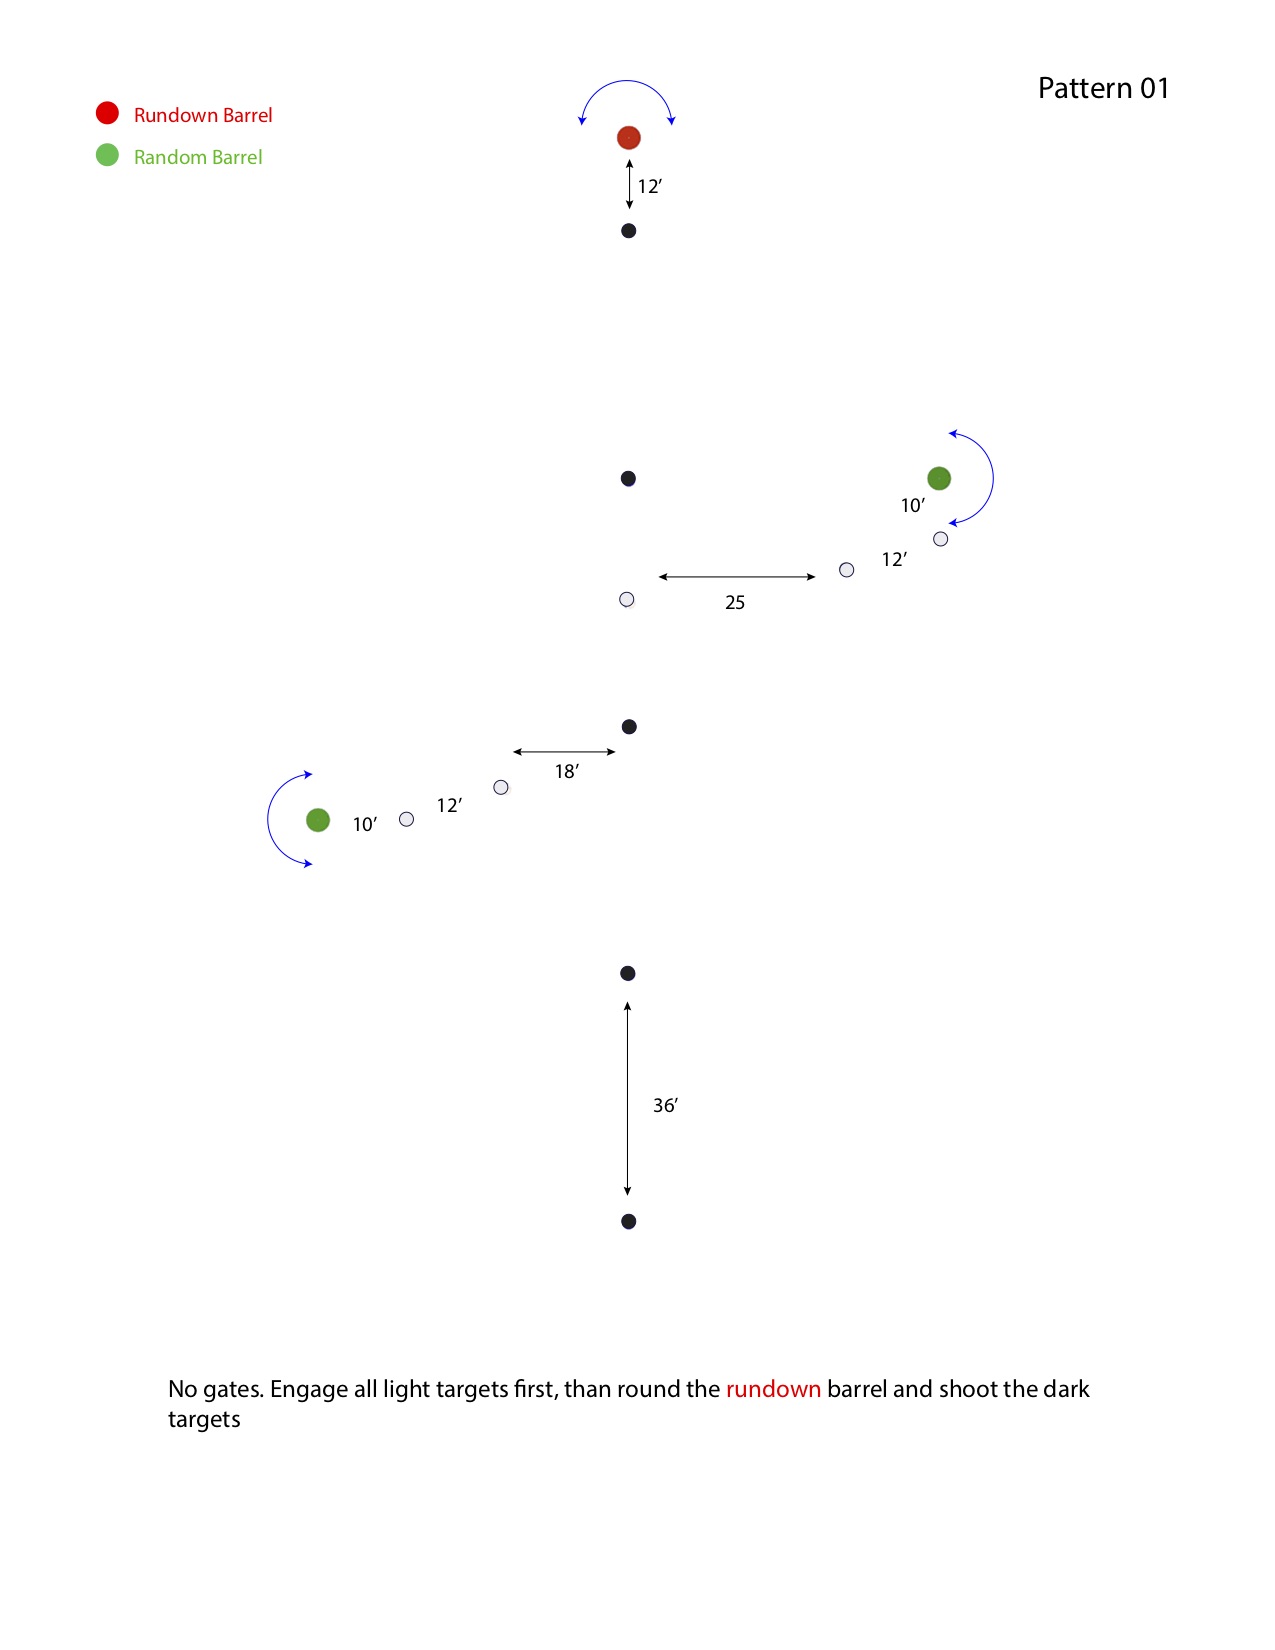 Pattern 01
Rundown Barrel
Random Barrel
12’
10’
12’
25
18’
12’
10’
36’
No gates. Engage all light targets first, than round the rundown barrel and shoot the dark
targets